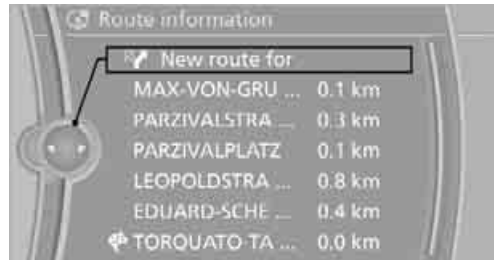 Route information
New route for
MAX-VON-GRU ... 0.1 km
PARZIVALSTRA ... 0.3 km
PARZIVALPLATZ 0.1 km
LEOPOLDSTRA ... 0.8 km
EDUARD-SCHE ... 0.4 km
TORQUATO-TA ... 0.0 km